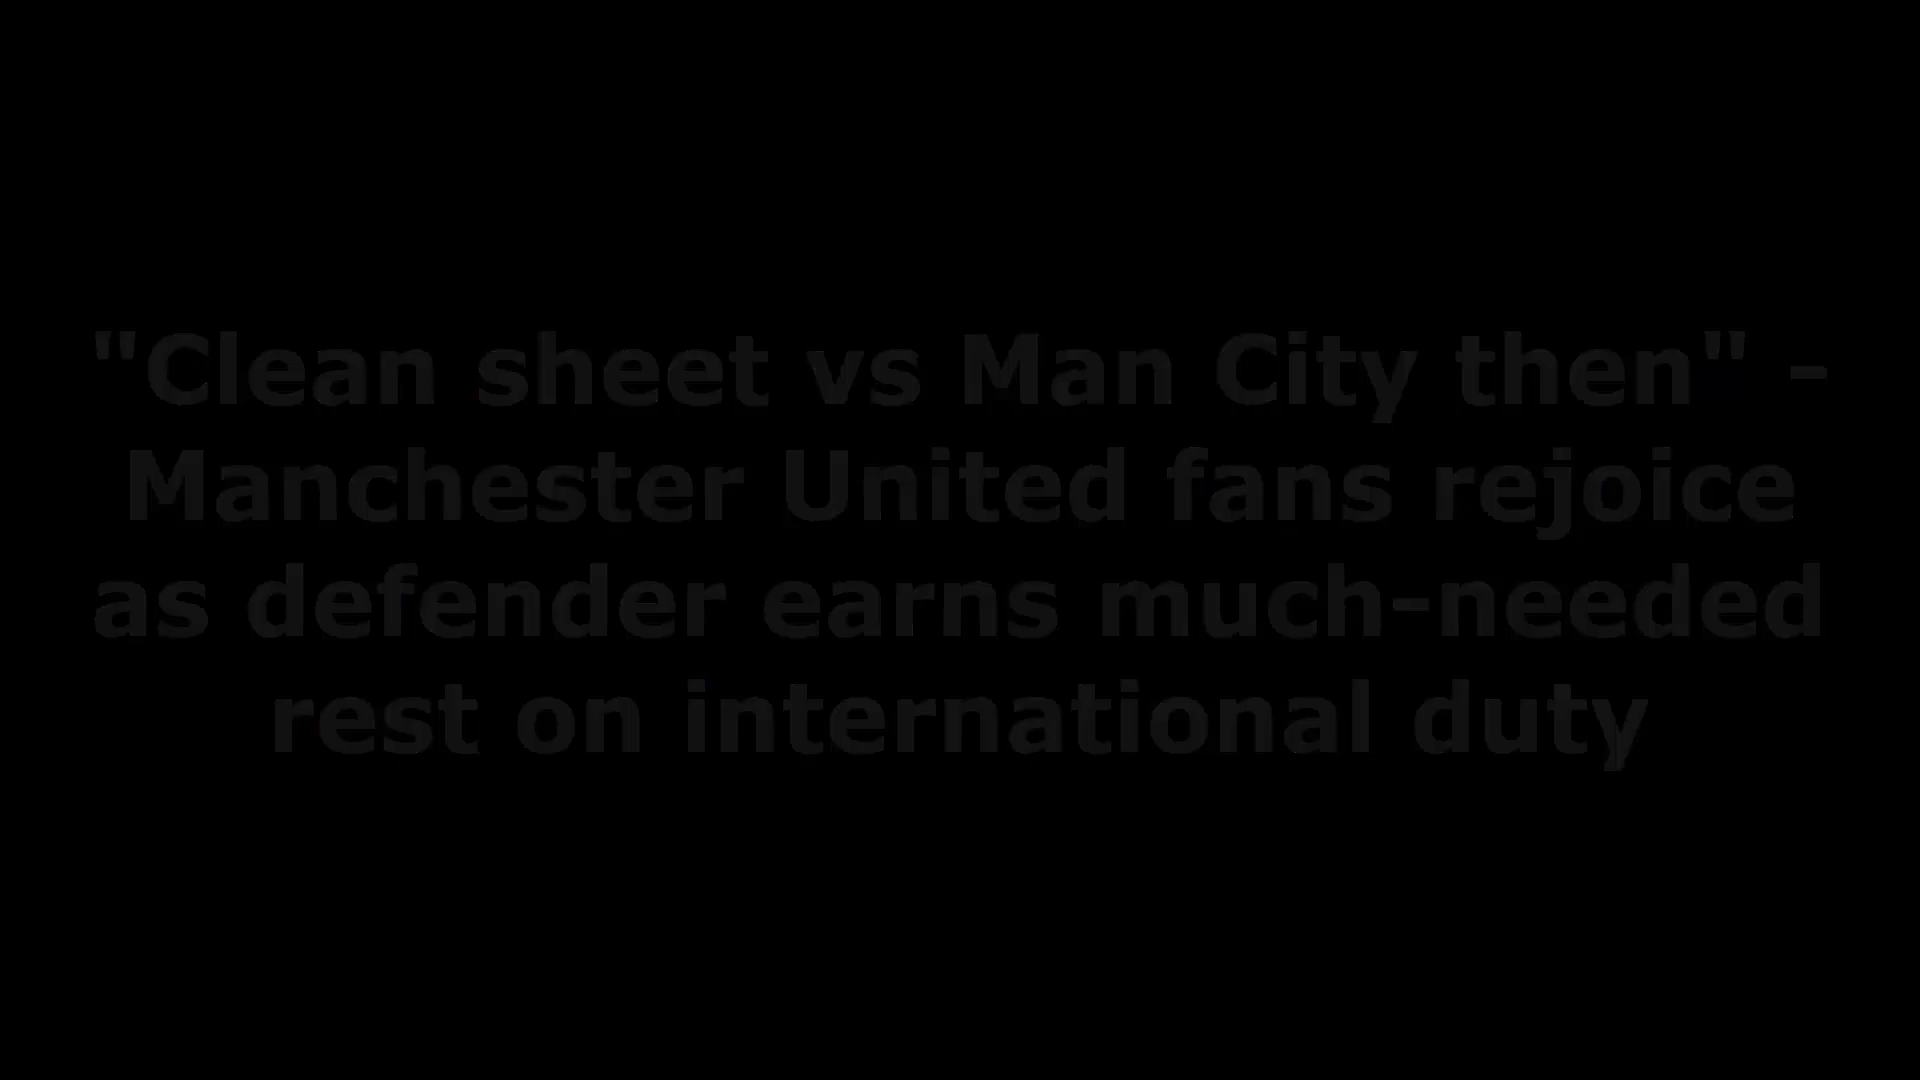 "Clean sheet vs Man City then" -
Manchester United fans rejoice
as defender earns much-needed
rest on international duty